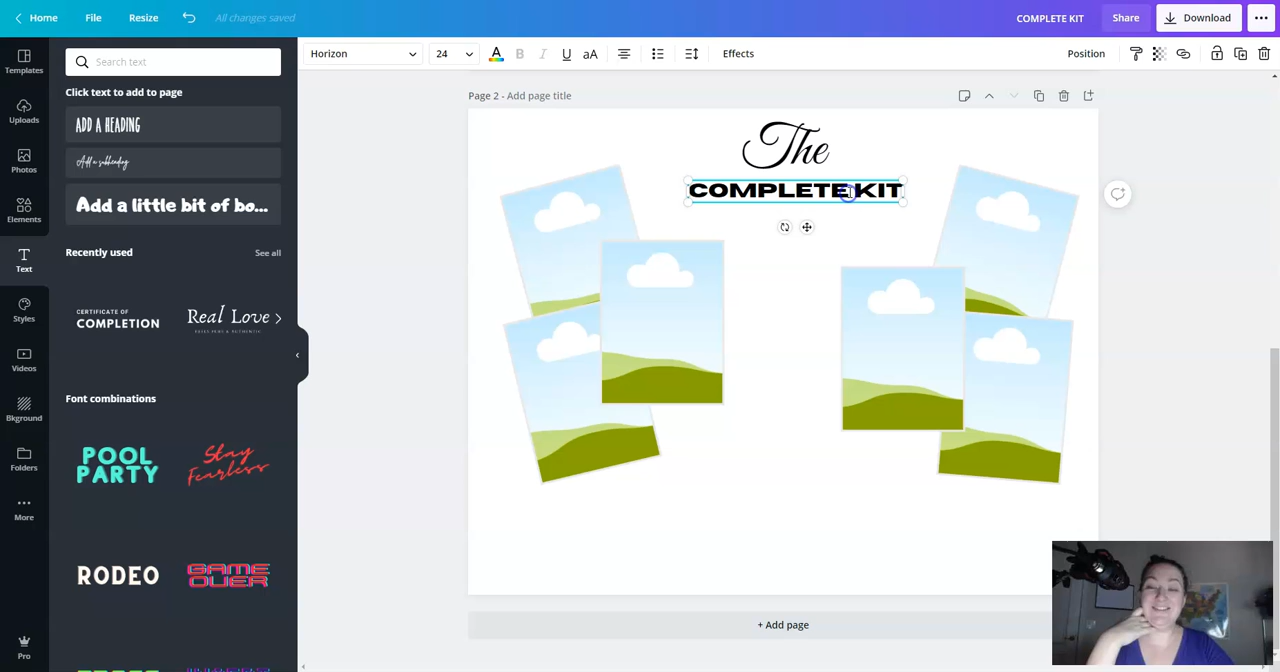 Home
File
Resize
All changes saved
COMPLETE KIT
Share
Download
Templates
Uploads
Photos
Elements
Text
Styles
Videos
Bkground
Folders
More
Pro
Search text
Click text to add to page
ADD A HEADING
Add a subheading
Add a little bit of bo...
Recently used
See all
CERTIFICATE OF
COMPLETION
Real Love
Font combinations
POOL
PARTY
Stay
Fearless
RODEO
GAME
OVER
Horizon
24
A
B
I
U
aA
Effects
Position
Page 2 - Add page title
The
COMPLETE KIT
+ Add page